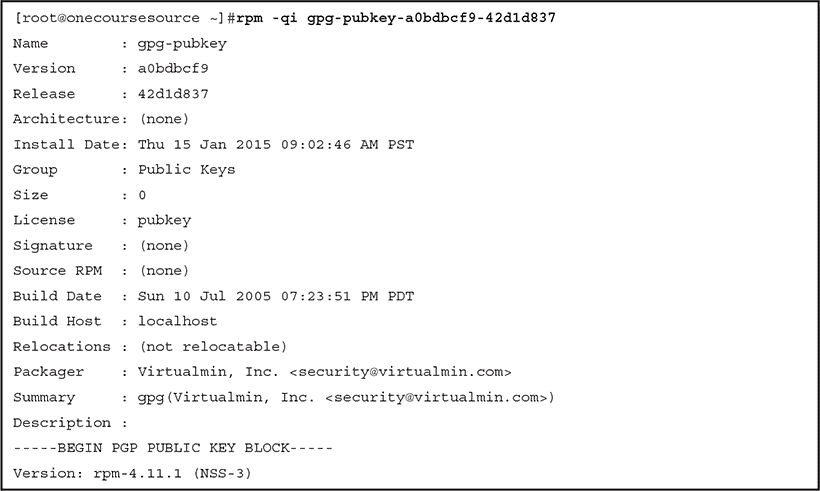 [root@onecoursesource ~]#rpm -qi gpg-pubkey-a0bdbcf9-42d1d837
Name        : gpg-pubkey
Version     : a0bdbcf9
Release     : 42d1d837
Architecture: (none)
Install Date: Thu 15 Jan 2015 09:02:46 AM PST
Group       : Public Keys
Size        : 0
License     : pubkey
Signature   : (none)
Source RPM  : (none)
Build Date  : Sun 10 Jul 2005 07:23:51 PM PDT
Build Host  : localhost
Relocations : (not relocatable)
Packager    : Virtualmin, Inc. <security@virtualmin.com>
Summary     : gpg(Virtualmin, Inc. <security@virtualmin.com>)
Description :
-----BEGIN PGP PUBLIC KEY BLOCK-----
Version: rpm-4.11.1 (NSS-3)